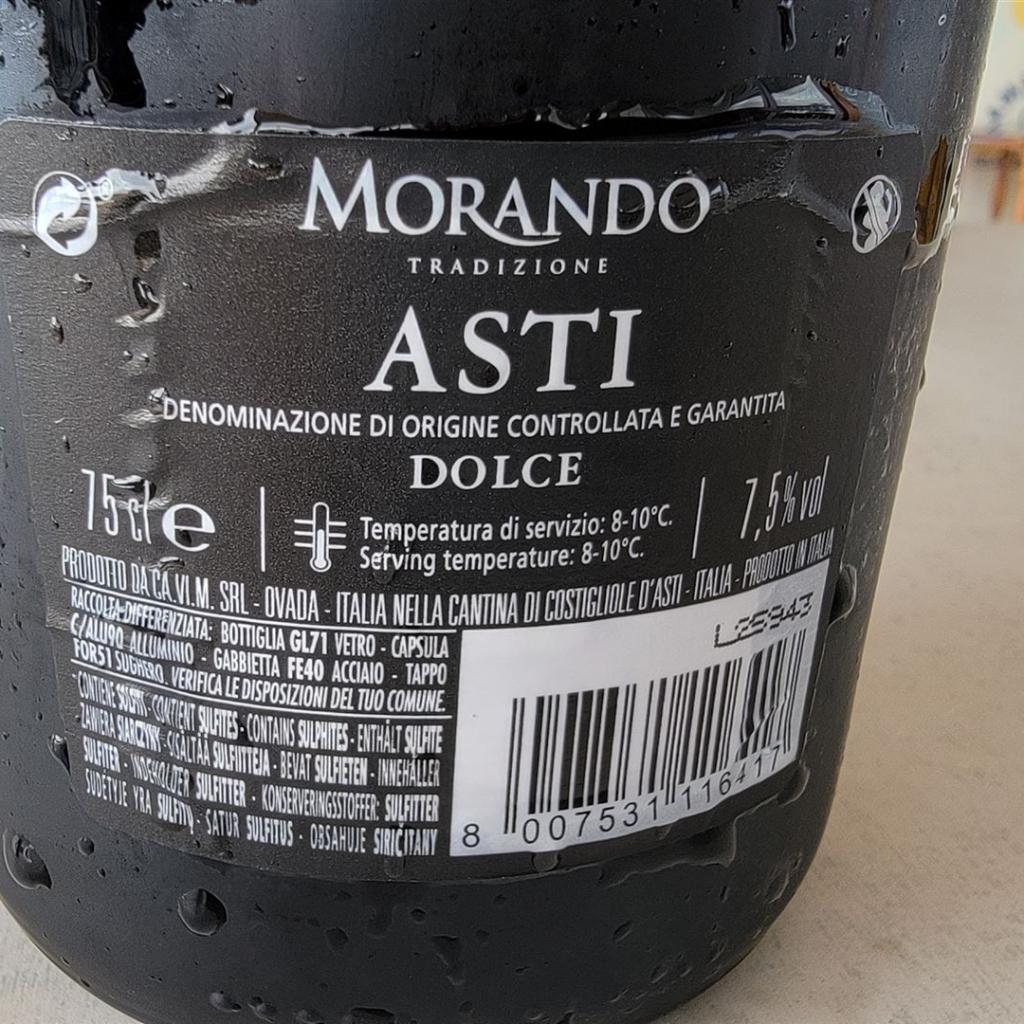 MORANDO
TRADIZIONE
ASTI
DENOMINAZIONE DI ORIGINE CONTROLLATA E GARANTITA
DOLCE
75 cl e
Temperatura di servizio: 8-10°C.
Serving temperature: 8-10°C.
7,5 % vol
PRODOTTO DA CA.VI.M. SRL - OVADA - ITALIA NELLA CANTINA DI COSTIGLIOLE D'ASTI - ITALIA - PRODOTTO IN ITALIA
RACCOLTA DIFFERENZIATA: BOTTIGLIA GL71 VETRO - CAPSULA
C/ALU90 ALLUMINIO - GABBIETTA FE40 ACCIAIO - TAPPO
FOR51 SUGHERO. VERIFICA LE DISPOSIZIONI DEL TUO COMUNE.
CONTIENE SOLFITI - CONTIENT SULFITES - CONTAINS SULPHITES - ENTHÄLT SULFITE
ZAWIERA SIARCZYNY - SISÄLTÄÄ SULFIITTEJA - BEVAT SULFIETEN - INNEHÅLLER
SULFITER - INDEHOLDER SULFITTER - KONSERVERINGSSTOFFER: SULFITTER
SUDĖTYJE YRA SULFITŲ - SATUR SULFITUS - OBSAHUJE SIRIČITANY
L25943
8 007531 116417